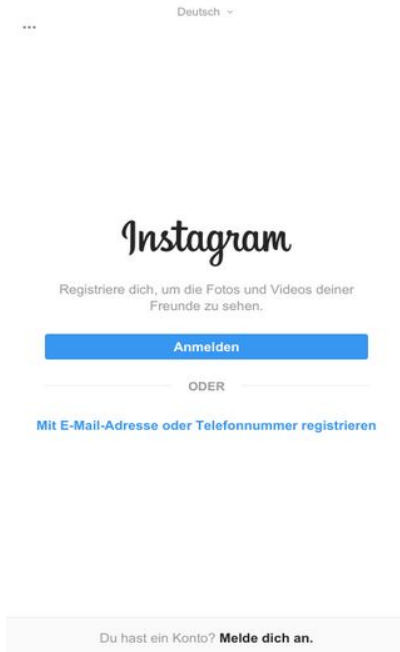 Deutsch
...
Instagram
Registriere dich, um die Fotos und Videos deiner
Freunde zu sehen.
Anmelden
ODER
Mit E-Mail-Adresse oder Telefonnummer registrieren
Du hast ein Konto? Melde dich an.